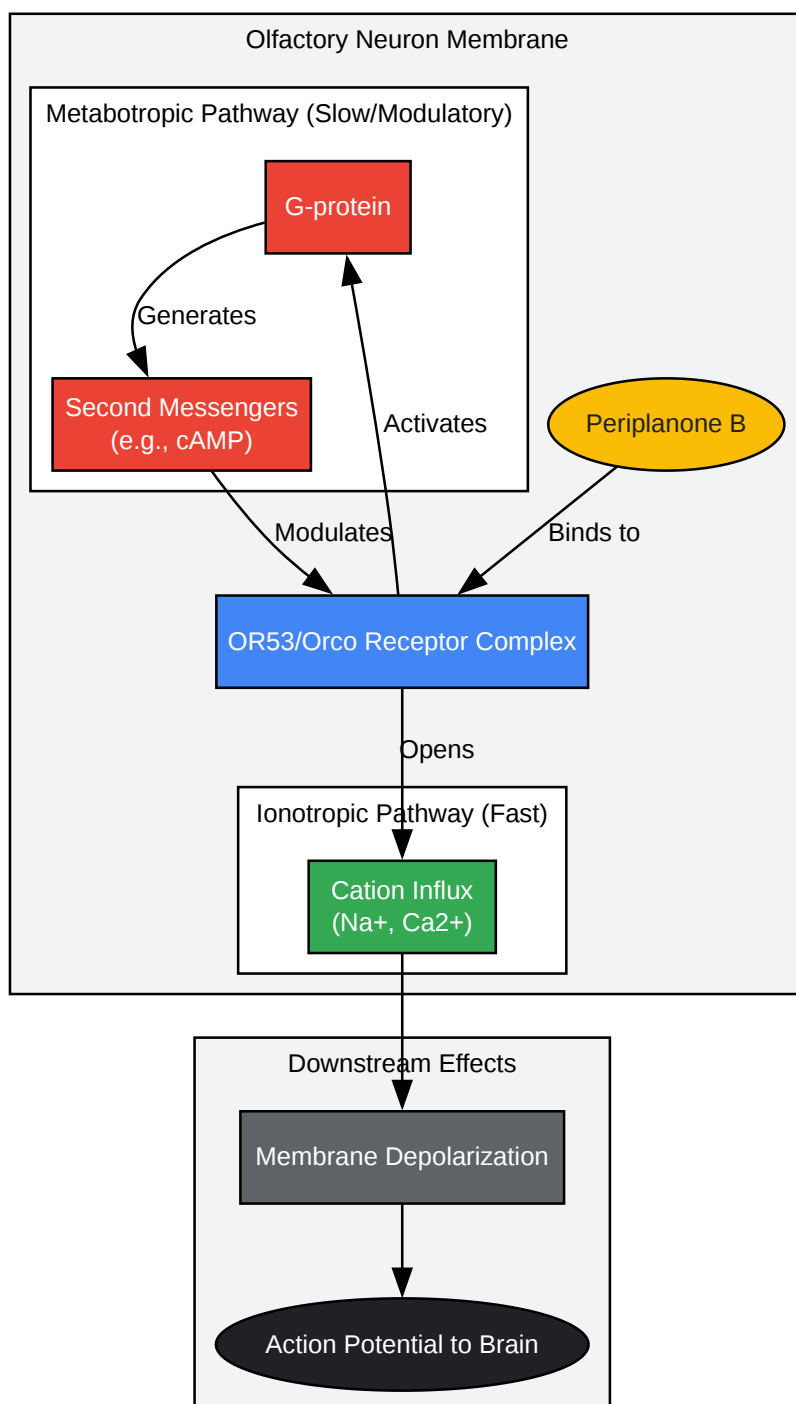 Olfactory Neuron Membrane
Metabotropic Pathway (Slow/Modulatory)
G-protein
Generates
Second Messengers
(e.g., cAMP)
Activates
Periplanone B
Modulates
Binds to
OR53/Orco Receptor Complex
Opens
Ionotropic Pathway (Fast)
Cation Influx
(Na+, Ca2+)
Downstream Effects
Membrane Depolarization
Action Potential to Brain